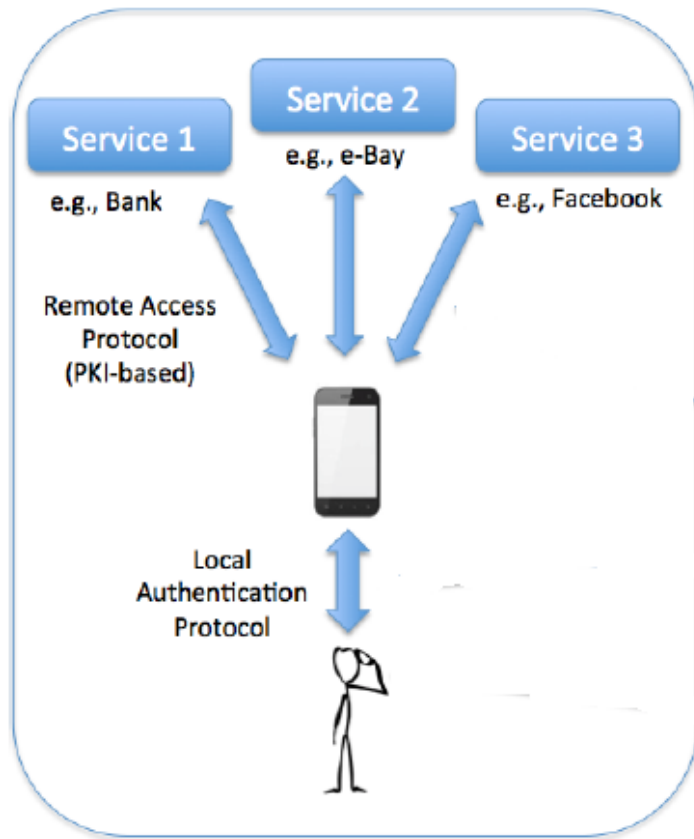 Service 1
Service 2
Service 3
e.g., Bank
e.g., e-Bay
e.g., Facebook
Remote Access
Protocol
(PKI-based)
Local
Authentication
Protocol